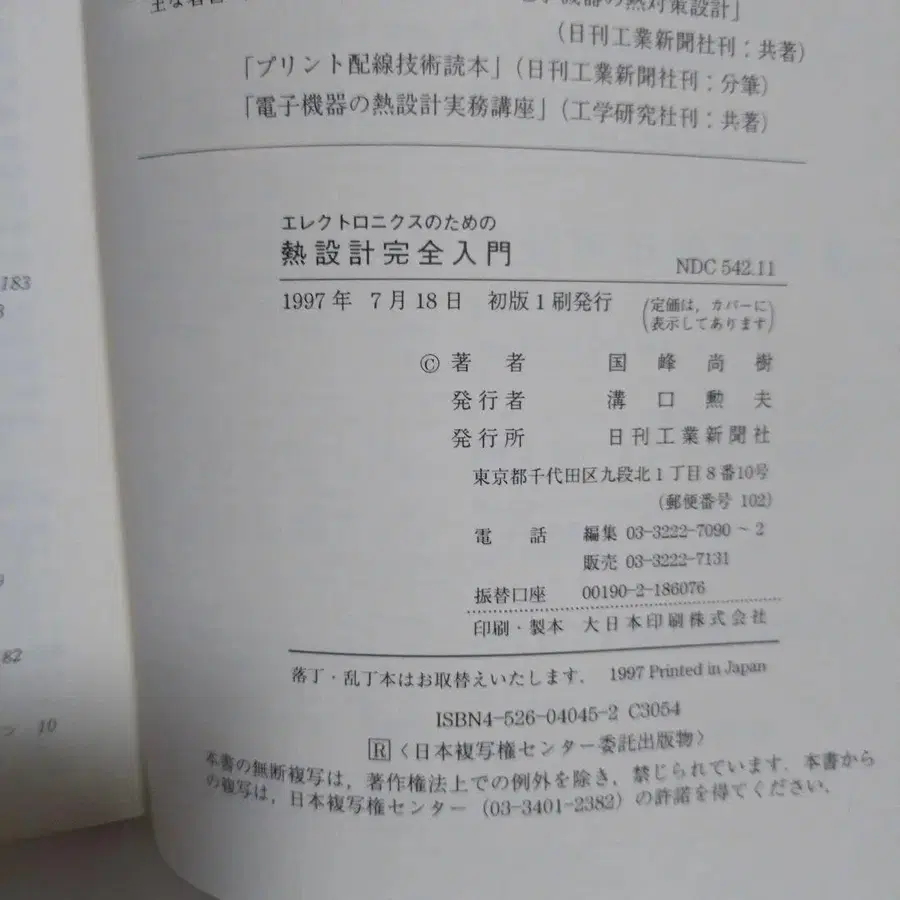 機器の熱対策設計」
(日刊工業新聞社刊:共著)
「プリント配線技術読本」(日刊工業新聞社刊:分筆)
「電子機器の熱設計実務講座」(工学研究社刊:共著)
エレクトロニクスのための
熱設計完全入門
NDC 542.11
1997年 7月18日 初版1刷発行
(定価は，カバーに
表示してあります)
Ⓒ著 者 国 峰 尚 樹
発行者 溝 口 勲 夫
発行所 日刊工業新聞社
東京都千代田区九段北1丁目8番10号
(郵便番号 102)
電 話 編集 03-3222-7090～2
販売 03-3222-7131
振替口座 00190-2-186076
印刷・製本 大日本印刷株式会社
落丁・乱丁本はお取替えいたします． 1997 Printed in Japan
ISBN4-526-04045-2 C3054
R〈日本複写権センター委託出版物〉
本書の無断複写は，著作権法上での例外を除き，禁じられています．本書から
の複写は，日本複写権センター(03-3401-2382)の許諾を得てください．
183
82
ン 10